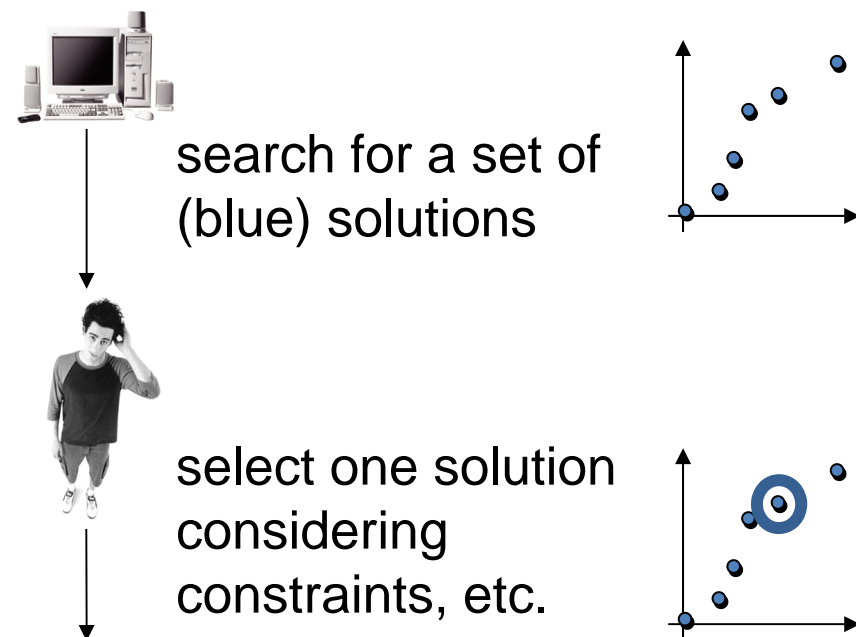 search for a set of
(blue) solutions
select one solution
considering
constraints, etc.